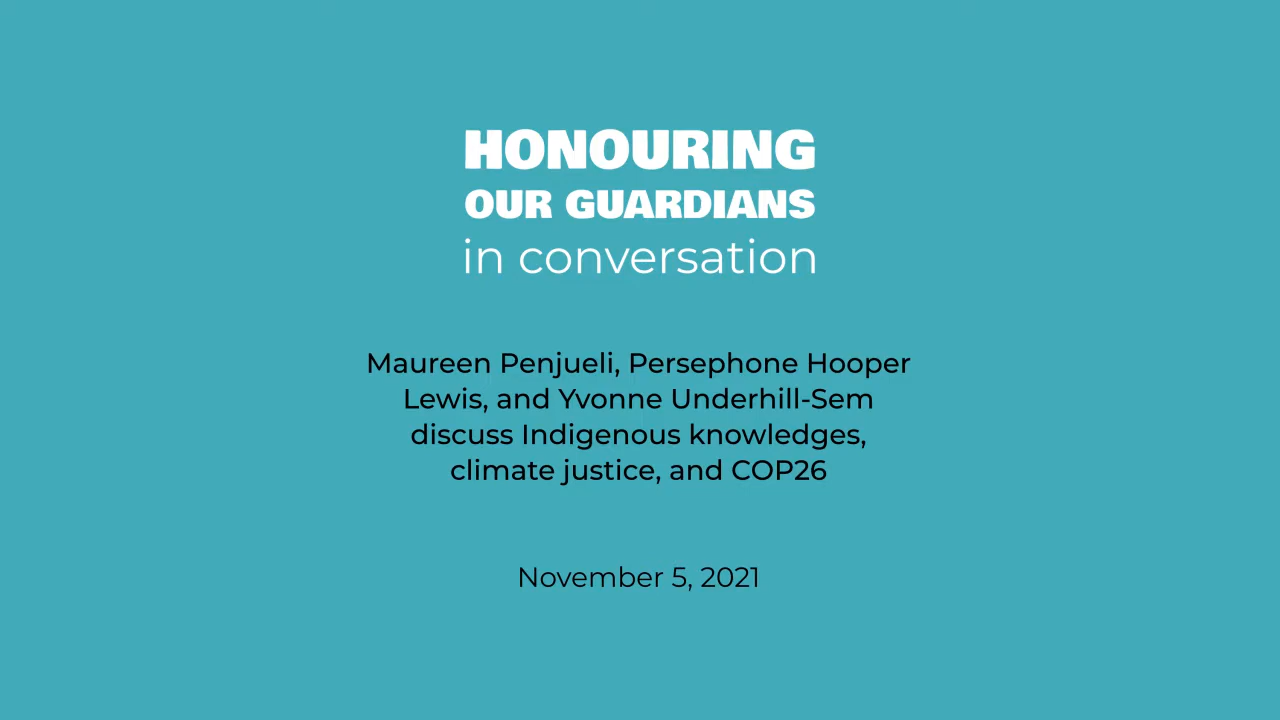 HONOURING
OUR GUARDIANS
in conversation
Maureen Penjueli, Persephone Hooper
Lewis, and Yvonne Underhill-Sem
discuss Indigenous knowledges,
climate justice, and COP26
November 5, 2021